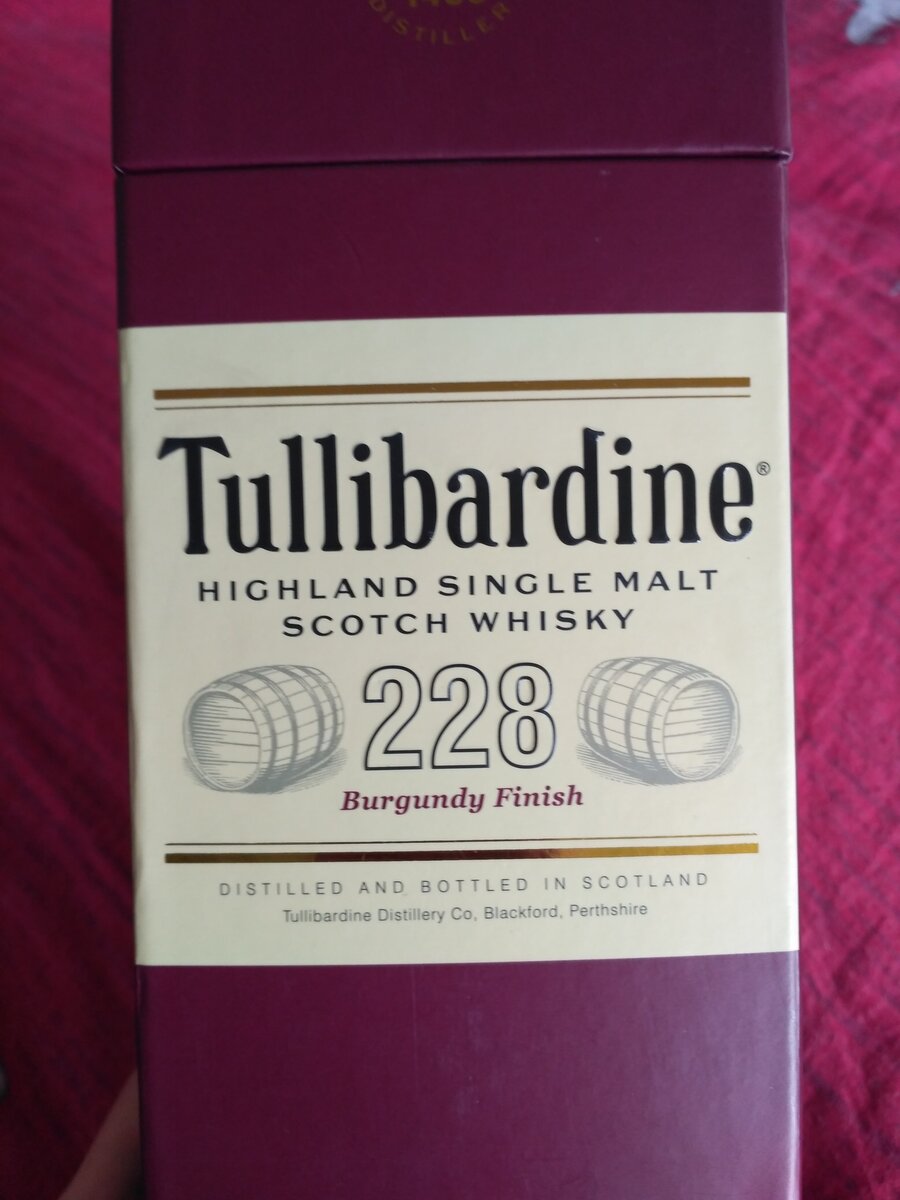 DISTILLER
Tullibardine®
HIGHLAND SINGLE MALT
SCOTCH WHISKY
228
Burgundy Finish
DISTILLED AND BOTTLED IN SCOTLAND
Tullibardine Distillery Co, Blackford, Perthshire